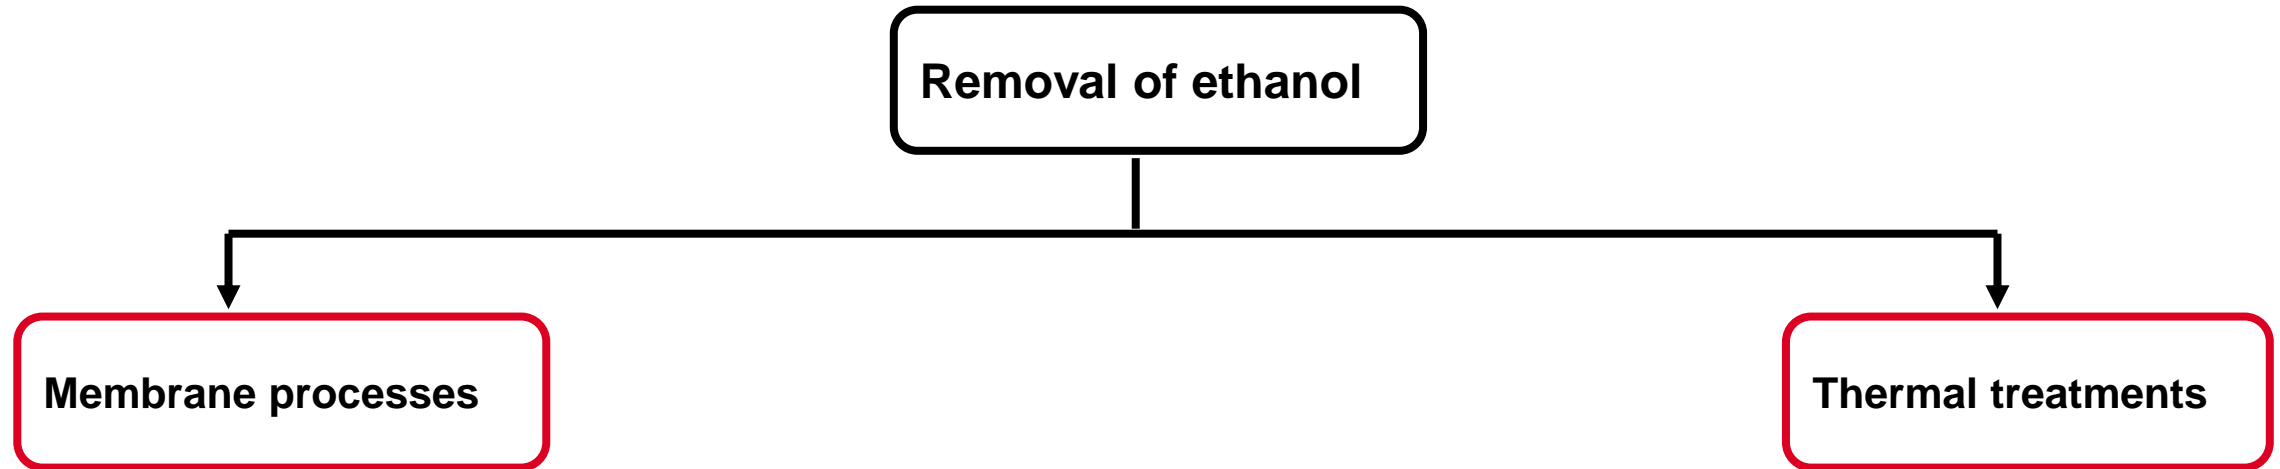 Removal of ethanol
Membrane processes
Thermal treatments